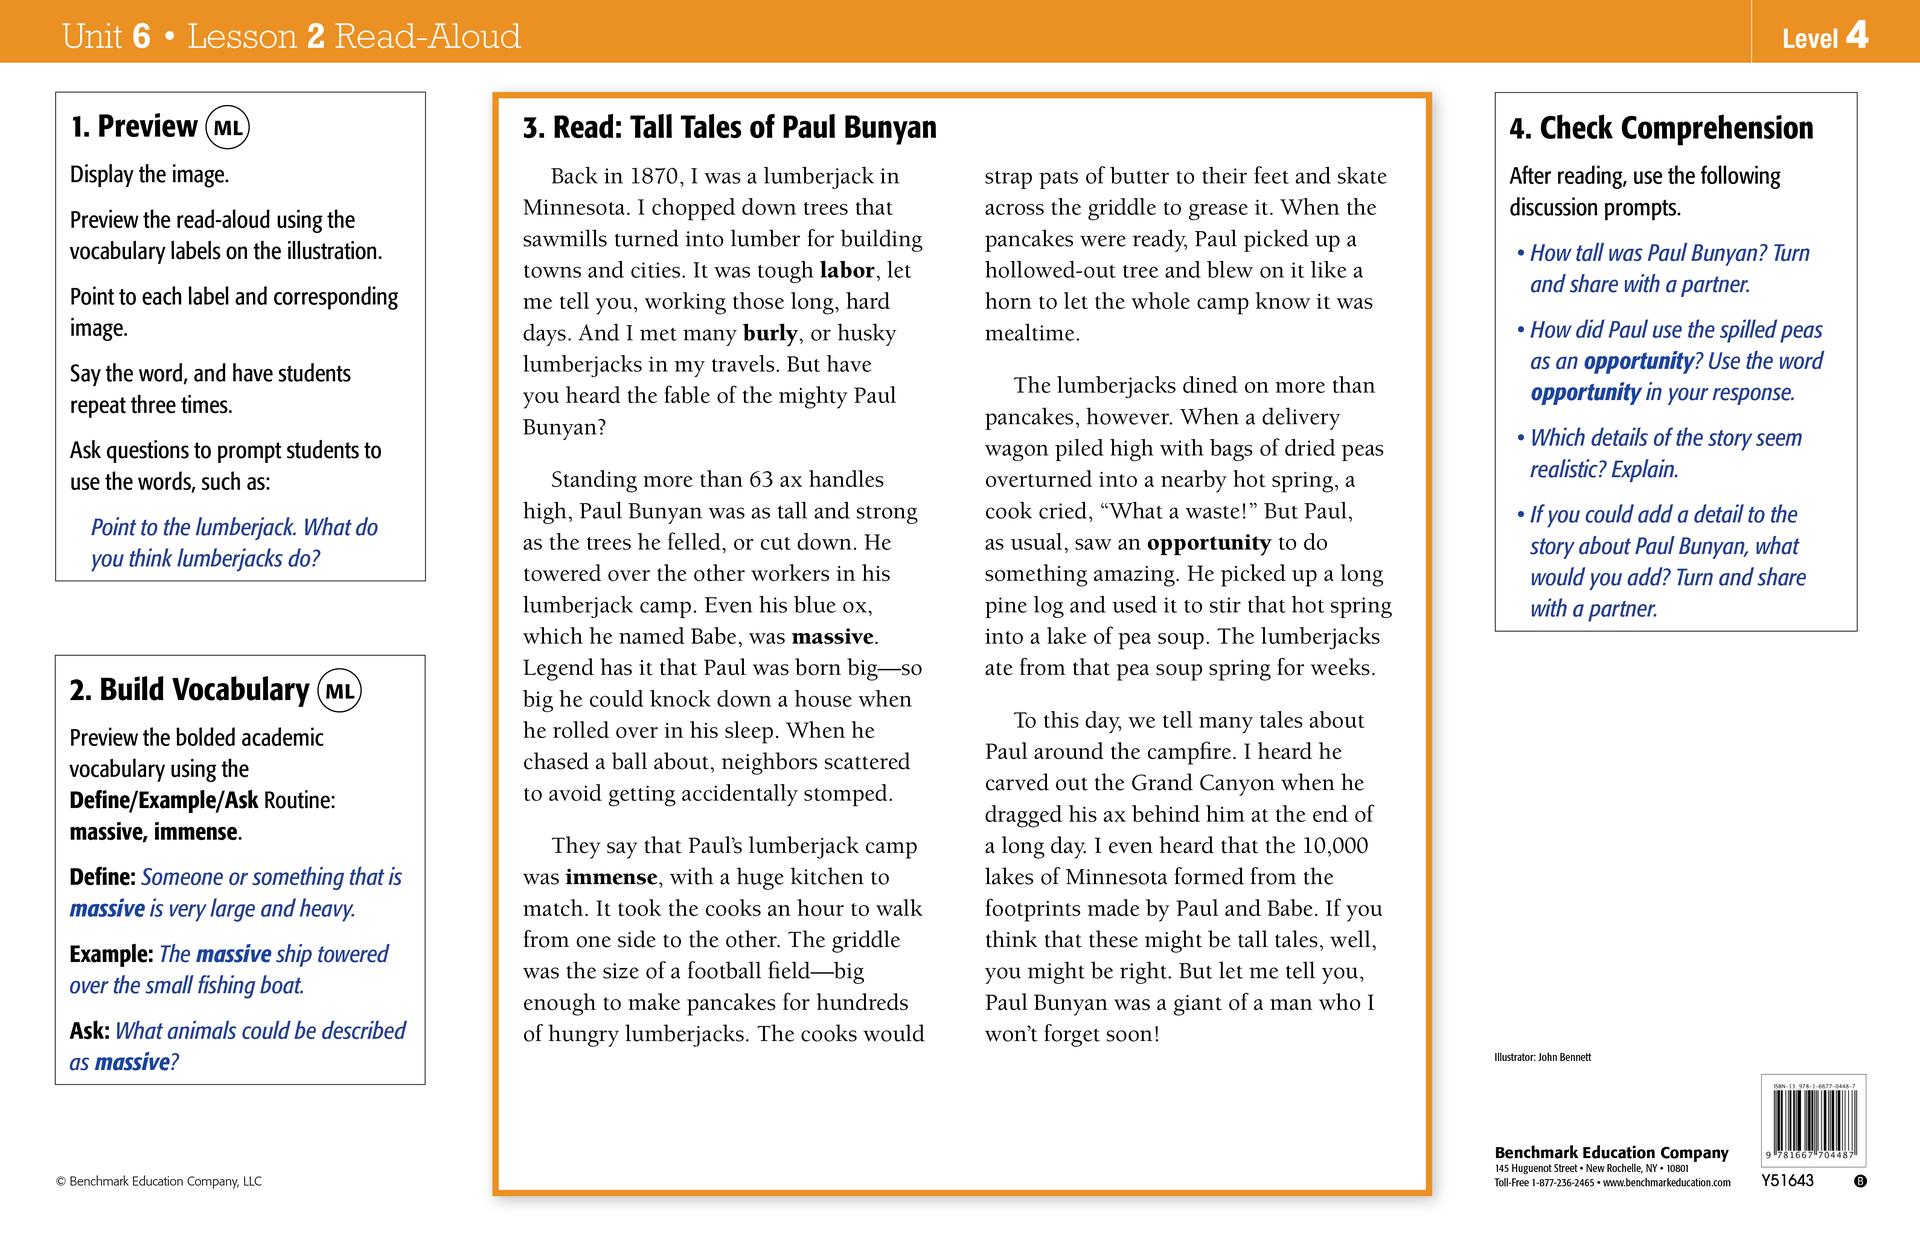 Unit 6 • Lesson 2 Read-Aloud
Level 4
1. Preview ML
Display the image.
Preview the read-aloud using the
vocabulary labels on the illustration.
Point to each label and corresponding
image.
Say the word, and have students
repeat three times.
Ask questions to prompt students to
use the words, such as:
Point to the lumberjack. What do
you think lumberjacks do?
2. Build Vocabulary ML
Preview the bolded academic
vocabulary using the
Define/Example/Ask Routine:
massive, immense.
Define: Someone or something that is
massive is very large and heavy.
Example: The massive ship towered
over the small fishing boat.
Ask: What animals could be described
as massive?
© Benchmark Education Company, LLC
3. Read: Tall Tales of Paul Bunyan
Back in 1870, I was a lumberjack in
Minnesota. I chopped down trees that
sawmills turned into lumber for building
towns and cities. It was tough labor, let
me tell you, working those long, hard
days. And I met many burly, or husky
lumberjacks in my travels. But have
you heard the fable of the mighty Paul
Bunyan?
Standing more than 63 ax handles
high, Paul Bunyan was as tall and strong
as the trees he felled, or cut down. He
towered over the other workers in his
lumberjack camp. Even his blue ox,
which he named Babe, was massive.
Legend has it that Paul was born big—so
big he could knock down a house when
he rolled over in his sleep. When he
chased a ball about, neighbors scattered
to avoid getting accidentally stomped.
They say that Paul's lumberjack camp
was immense, with a huge kitchen to
match. It took the cooks an hour to walk
from one side to the other. The griddle
was the size of a football field—big
enough to make pancakes for hundreds
of hungry lumberjacks. The cooks would
strap pats of butter to their feet and skate
across the griddle to grease it. When the
pancakes were ready, Paul picked up a
hollowed-out tree and blew on it like a
horn to let the whole camp know it was
mealtime.
The lumberjacks dined on more than
pancakes, however. When a delivery
wagon piled high with bags of dried peas
overturned into a nearby hot spring, a
cook cried, “What a waste!” But Paul,
as usual, saw an opportunity to do
something amazing. He picked up a long
pine log and used it to stir that hot spring
into a lake of pea soup. The lumberjacks
ate from that pea soup spring for weeks.
To this day, we tell many tales about
Paul around the campfire. I heard he
carved out the Grand Canyon when he
dragged his ax behind him at the end of
a long day. I even heard that the 10,000
lakes of Minnesota formed from the
footprints made by Paul and Babe. If you
think that these might be tall tales, well,
you might be right. But let me tell you,
Paul Bunyan was a giant of a man who I
won't forget soon!
4. Check Comprehension
After reading, use the following
discussion prompts.
• How tall was Paul Bunyan? Turn
and share with a partner.
• How did Paul use the spilled peas
as an opportunity? Use the word
opportunity in your response.
• Which details of the story seem
realistic? Explain.
• If you could add a detail to the
story about Paul Bunyan, what
would you add? Turn and share
with a partner.
Illustrator: John Bennett
Benchmark Education Company
145 Huguenot Street • New Rochelle, NY • 10801
Toll-Free 1-877-236-2465 • www.benchmarkeducation.com
ISBN-13 978-1-6677-0448-7
9 781667 704487
Y51643
B